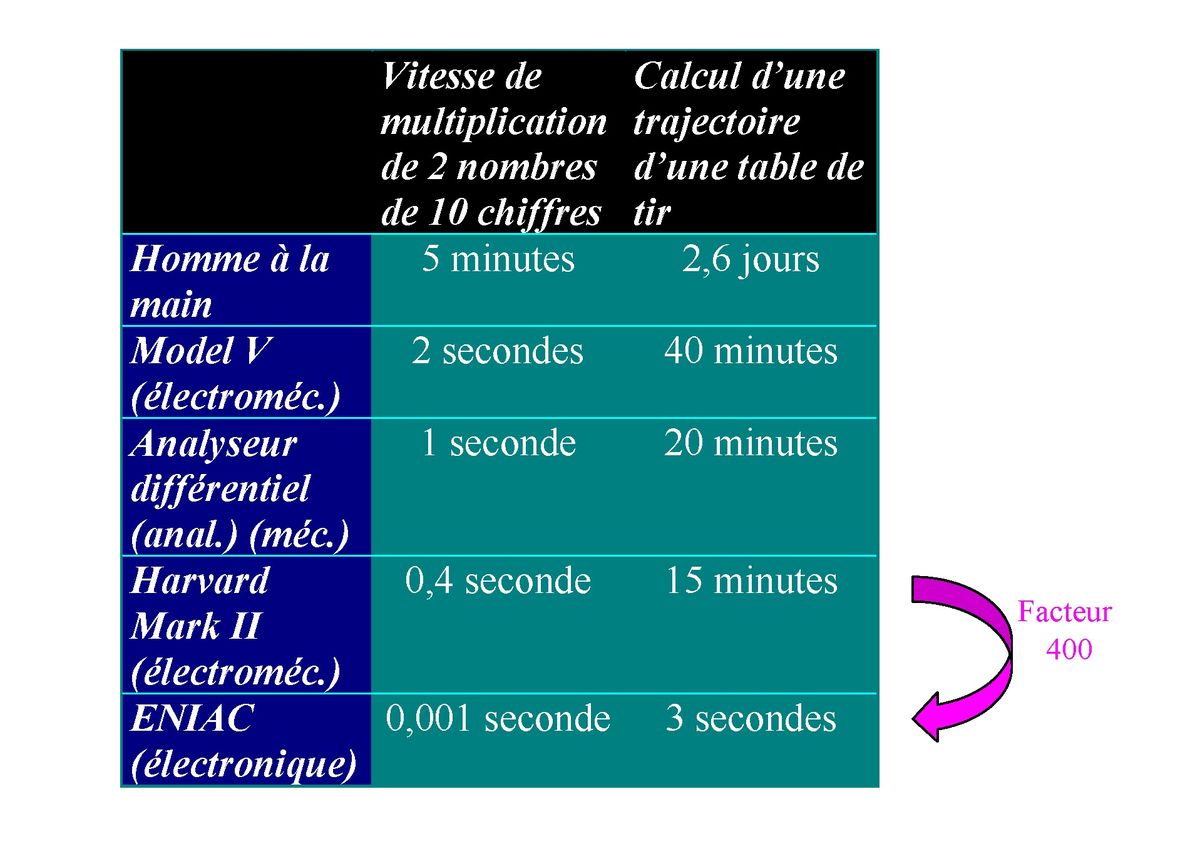 Vitesse de multiplication de 2 nombres de 10 chiffres
Calcul d’une trajectoire d’une table de tir
Homme à la main
5 minutes
2,6 jours
Model V (électroméc.)
2 secondes
40 minutes
Analyseur différentiel (anal.) (méc.)
1 seconde
20 minutes
Harvard Mark II (électroméc.)
0,4 seconde
15 minutes
ENIAC (électronique)
0,001 seconde
3 secondes
Facteur 400